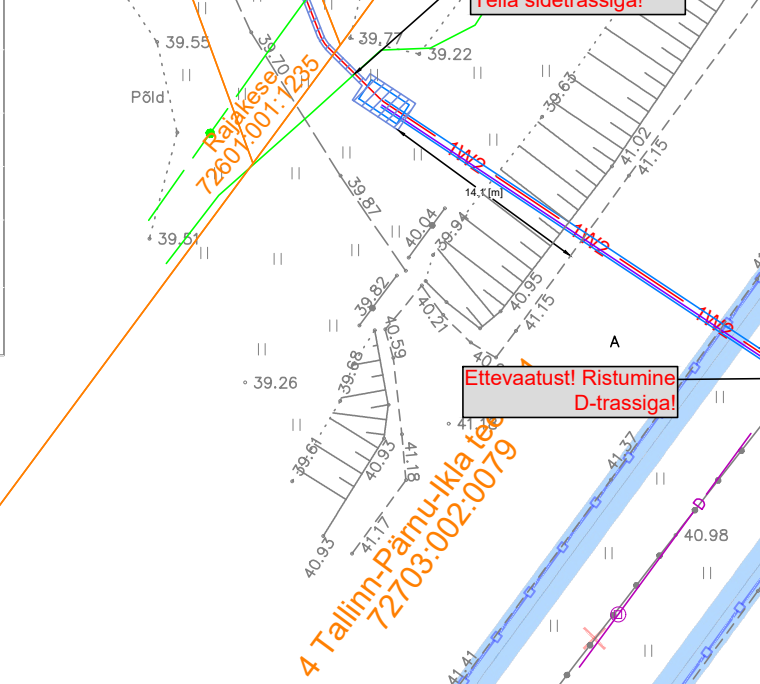 Telia sidetrassiga!
39.55
39.70
39.77
39.22
39.63
Põld
Rajakese
72601:001:1235
1W2
41.02
41.15
39.87
14,1 [m]
39.51
40.04
39.94
1W2
39.82
40.21
40.95
41.15
1W2
40.59
A
39.26
39.68
Ettevaatust! Ristumine
D-trassiga!
39.61
40.93
41.18
41.37
D
40.98
40.93
41.17
4 Tallinn-Pärnu-Ikla tee
72703:002:0079
41.41